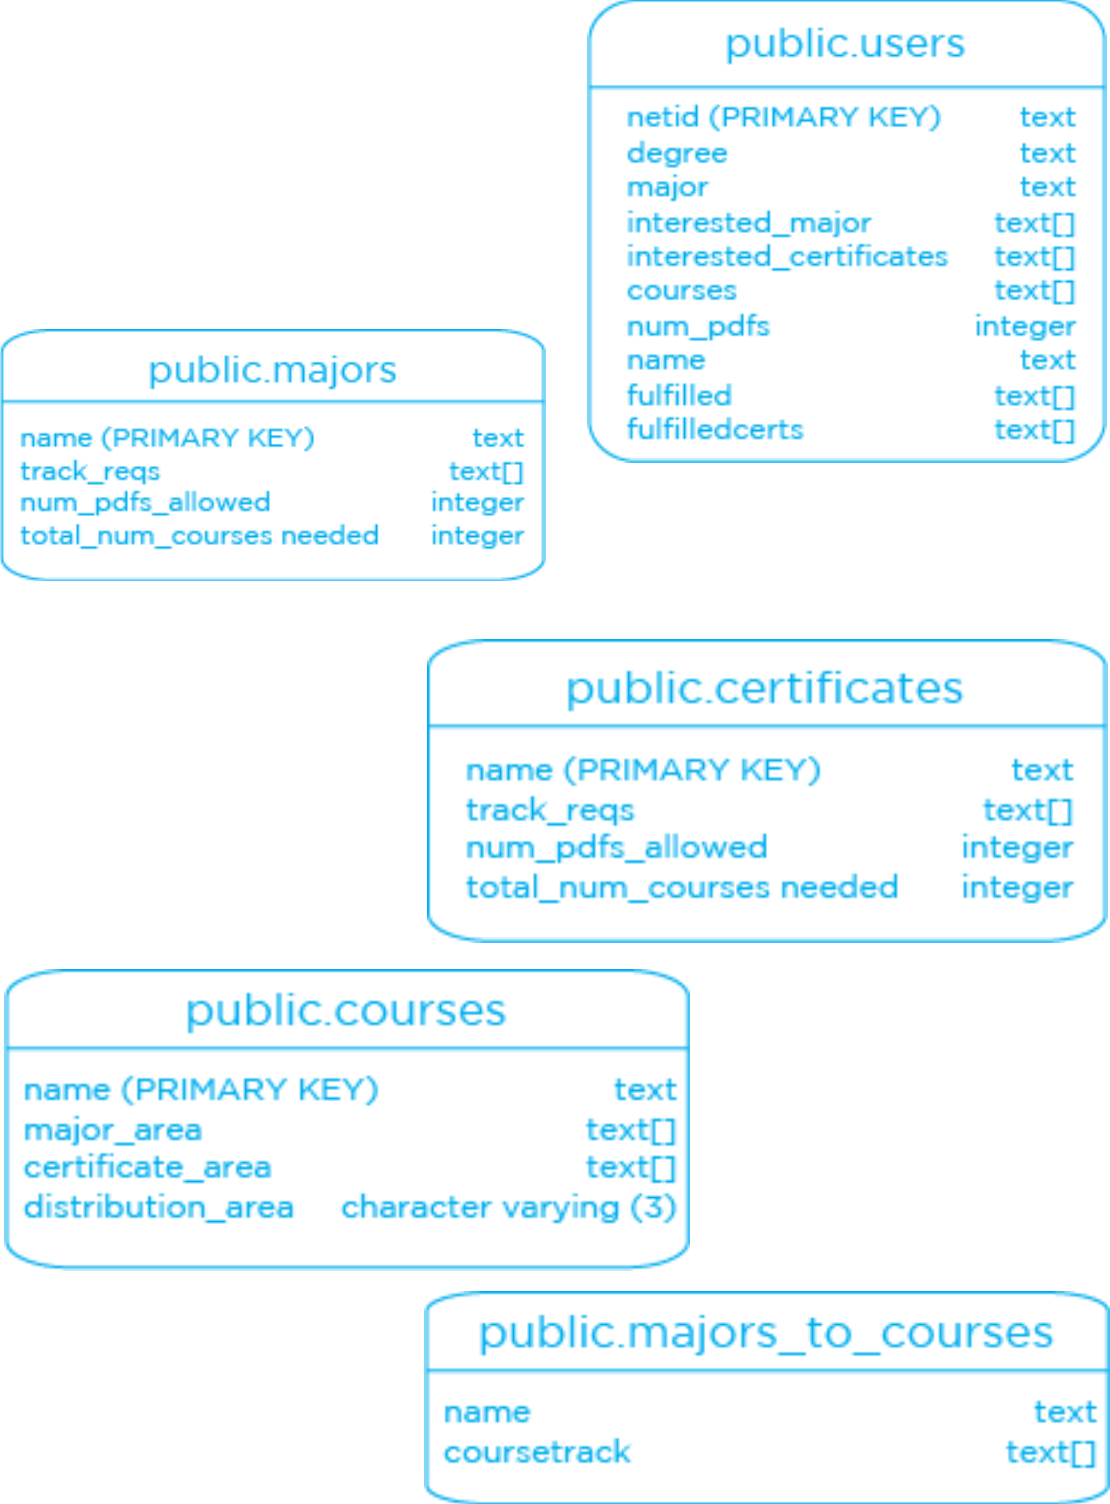 public.users
netid (PRIMARY KEY) text
degree text
major text
interested_major text[]
interested_certificates text[]
courses text[]
num_pdfs integer
name text
fulfilled text[]
fulfilledcerts text[]
public.majors
name (PRIMARY KEY) text
track_reqs text[]
num_pdfs_allowed integer
total_num_courses needed integer
public.certificates
name (PRIMARY KEY) text
track_reqs text[]
num_pdfs_allowed integer
total_num_courses needed integer
public.courses
name (PRIMARY KEY) text
major_area text[]
certificate_area text[]
distribution_area character varying (3)
public.majors_to_courses
name text
coursetrack text[]